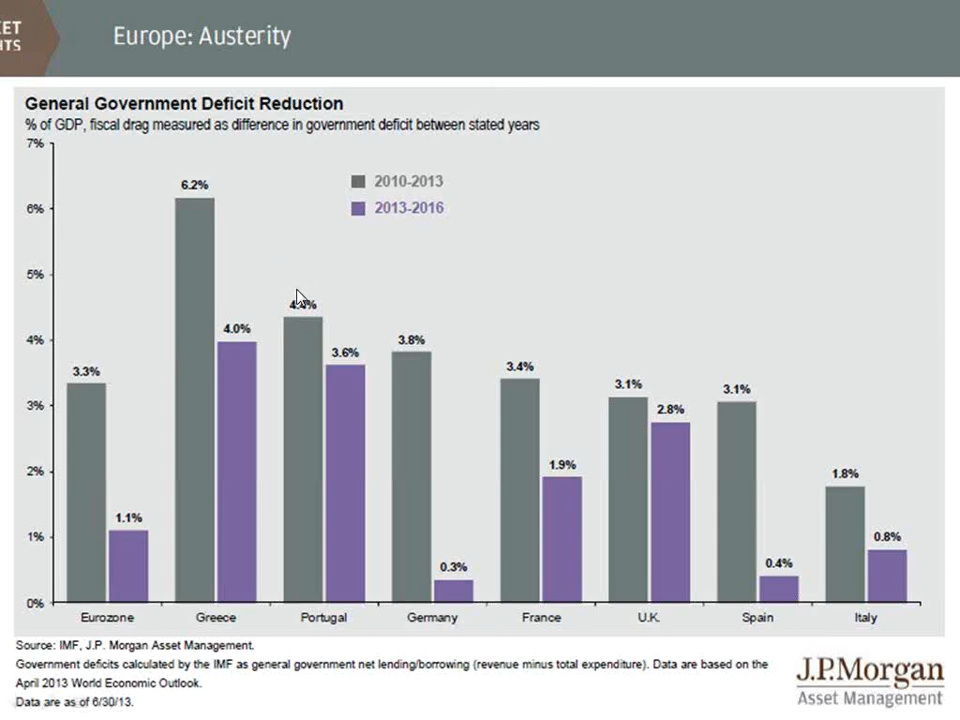 ET
HTS
Europe: Austerity
General Government Deficit Reduction
% of GDP, fiscal drag measured as difference in government deficit between stated years
7%
6%
5%
4%
3%
2%
1%
0%
2010-2013
2013-2016
3.3%
1.1%
6.2%
4.0%
4.4%
3.6%
3.8%
0.3%
3.4%
1.9%
3.1%
2.8%
3.1%
0.4%
1.8%
0.8%
Eurozone
Greece
Portugal
Germany
France
U.K.
Spain
Italy
Source: IMF, J.P. Morgan Asset Management.
Government deficits calculated by the IMF as general government net lending/borrowing (revenue minus total expenditure). Data are based on the
April 2013 World Economic Outlook.
Data are as of 6/30/13.
J.P.Morgan
Asset Management